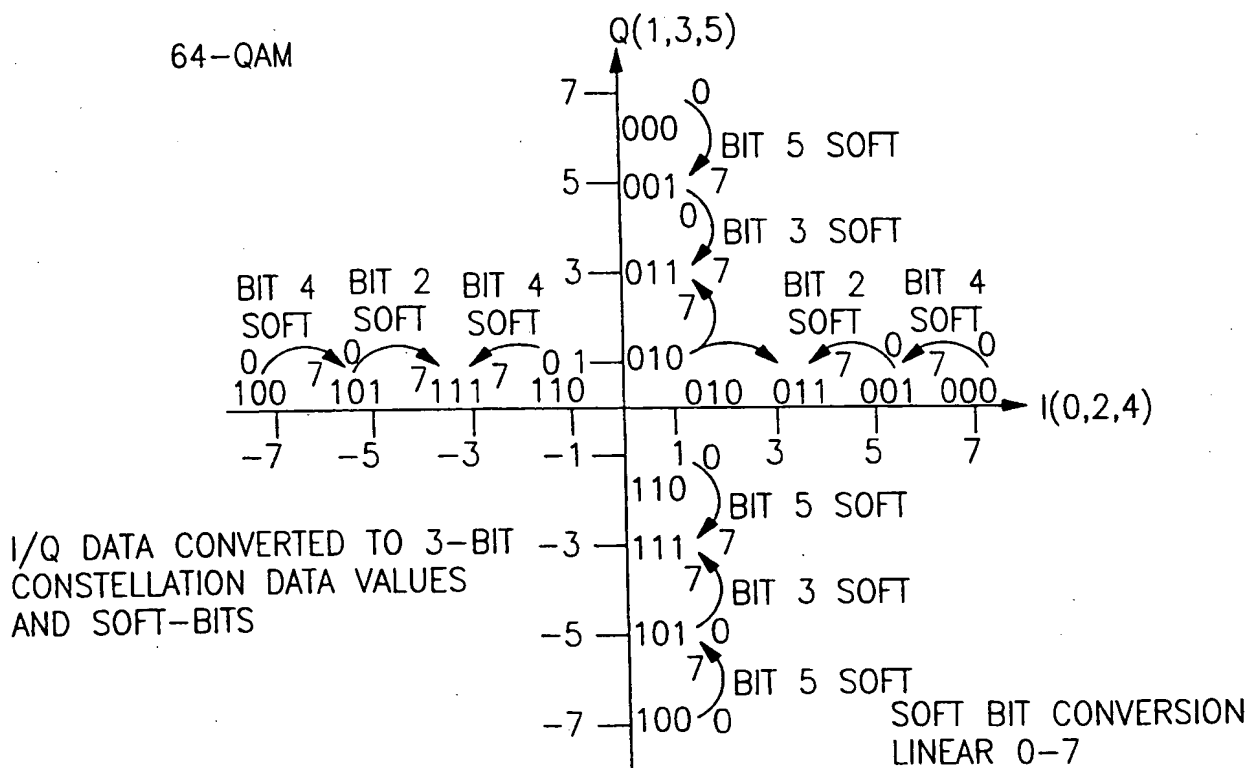 Q(1,3,5)
64-QAM
7
0
000
BIT 5 SOFT
5
001
7
0
BIT 3 SOFT
3
011
7
BIT 4
SOFT
BIT 2
SOFT
BIT 4
SOFT
7
BIT 2
SOFT
BIT 4
SOFT
0
7
0
7
7
0
1
010
7
0
7
0
100
101
111
110
010
011
001
000
I(0,2,4)
-7
-5
-3
-1
1
3
5
7
0
110
BIT 5 SOFT
I/Q DATA CONVERTED TO 3-BIT
CONSTELLATION DATA VALUES
AND SOFT-BITS
-3
111
7
7
BIT 3 SOFT
-5
101
0
7
BIT 5 SOFT
-7
100
0
SOFT BIT CONVERSION
LINEAR 0-7